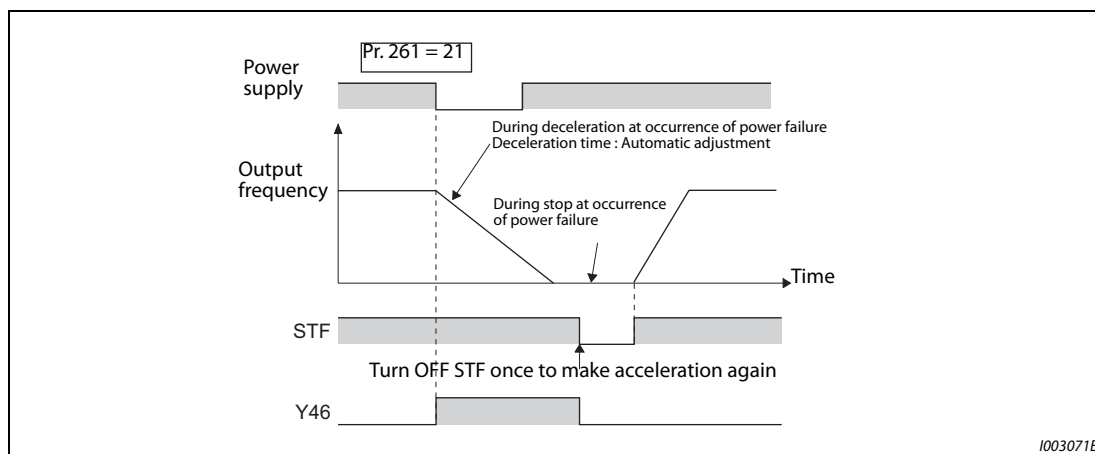 Pr. 261 = 21
Power
supply
During deceleration at occurrence of power failure
Deceleration time : Automatic adjustment
Output
frequency
During stop at occurrence
of power failure
Time
STF
Turn OFF STF once to make acceleration again
Y46
I003071E